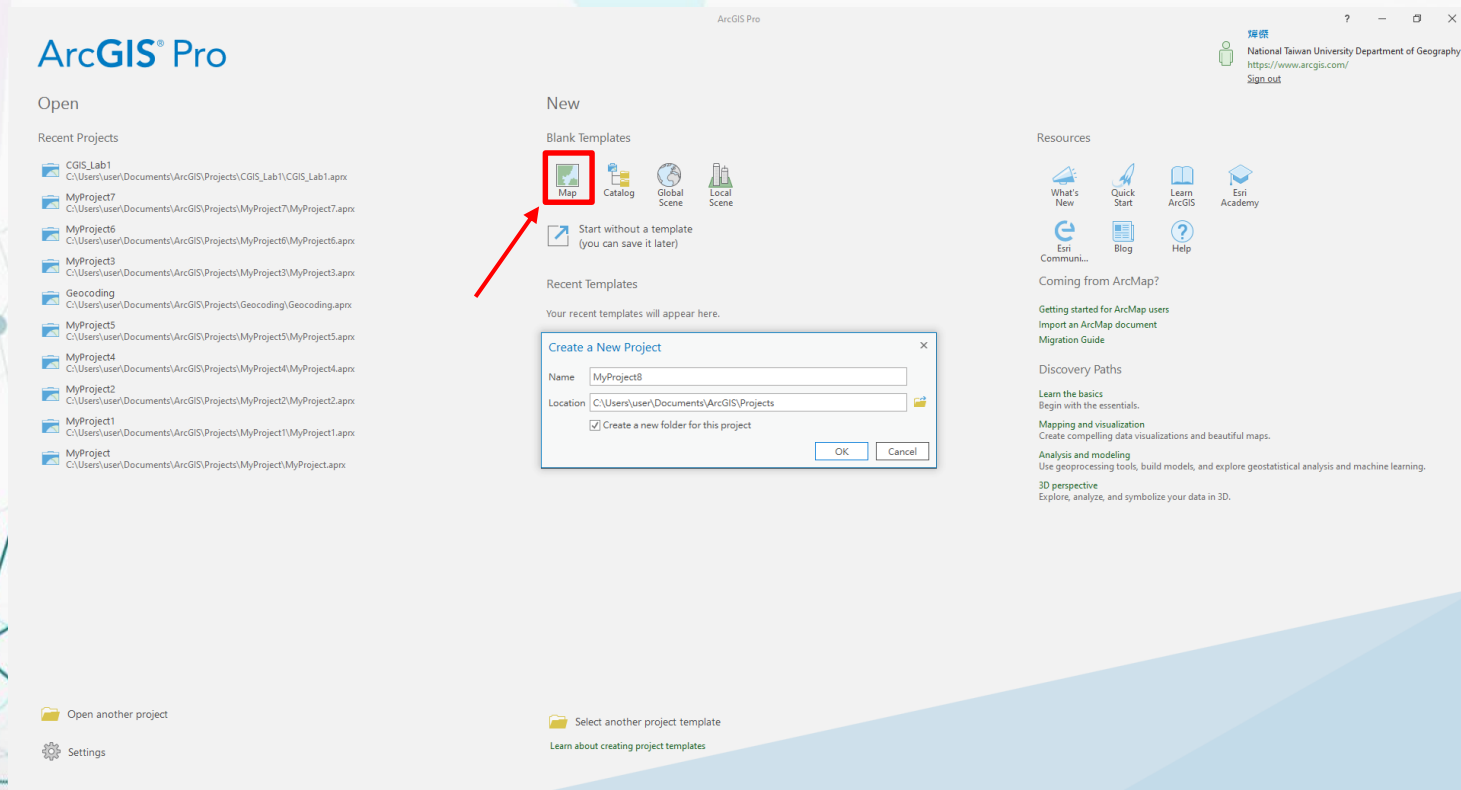 ArcGIS Pro
?
ArcGIS® Pro
煇傑
National Taiwan University Department of Geography
https://www.arcgis.com/
Sign out
Open
Recent Projects
CGIS_Lab1
C:\Users\user\Documents\ArcGIS\Projects\CGIS_Lab1\CGIS_Lab1.aprx
MyProject7
C:\Users\user\Documents\ArcGIS\Projects\MyProject7\MyProject7.aprx
MyProject6
C:\Users\user\Documents\ArcGIS\Projects\MyProject6\MyProject6.aprx
MyProject3
C:\Users\user\Documents\ArcGIS\Projects\MyProject3\MyProject3.aprx
Geocoding
C:\Users\user\Documents\ArcGIS\Projects\Geocoding\Geocoding.aprx
MyProject5
C:\Users\user\Documents\ArcGIS\Projects\MyProject5\MyProject5.aprx
MyProject4
C:\Users\user\Documents\ArcGIS\Projects\MyProject4\MyProject4.aprx
MyProject2
C:\Users\user\Documents\ArcGIS\Projects\MyProject2\MyProject2.aprx
MyProject1
C:\Users\user\Documents\ArcGIS\Projects\MyProject1\MyProject1.aprx
MyProject
C:\Users\user\Documents\ArcGIS\Projects\MyProject\MyProject.aprx
Open another project
Settings
New
Blank Templates
Map
Catalog
Global
Scene
Local
Scene
Start without a template
(you can save it later)
Recent Templates
Your recent templates will appear here.
Create a New Project
Name MyProject8
Location C:\Users\user\Documents\ArcGIS\Projects
Create a new folder for this project
OK
Cancel
Select another project template
Learn about creating project templates
Resources
What's
New
Quick
Start
Learn
ArcGIS
Esri
Academy
Esri
Communi...
Blog
Help
Coming from ArcMap?
Getting started for ArcMap users
Import an ArcMap document
Migration Guide
Discovery Paths
Learn the basics
Begin with the essentials.
Mapping and visualization
Create compelling data visualizations and beautiful maps.
Analysis and modeling
Use geoprocessing tools, build models, and explore geostatistical analysis and machine learning.
3D perspective
Explore, analyze, and symbolize your data in 3D.